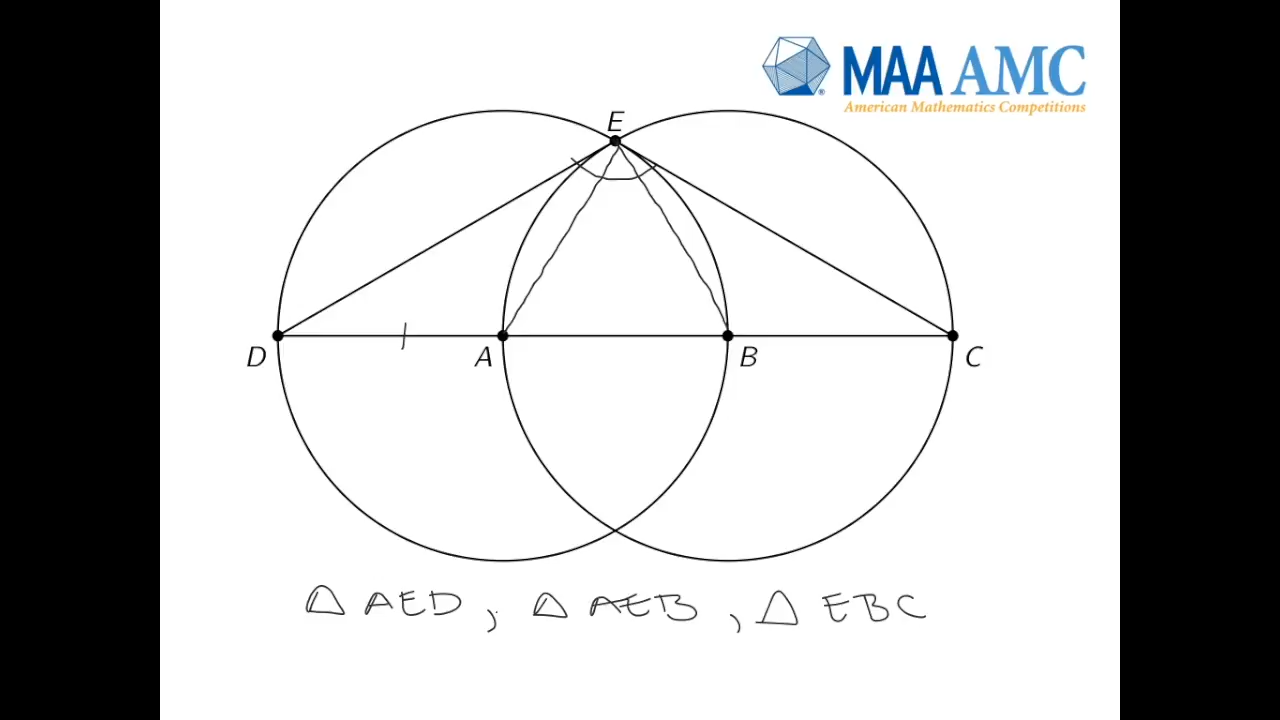 MAA AMC
American Mathematics Competitions
E
D A B C
△ AED, △ AEB, △ EBC